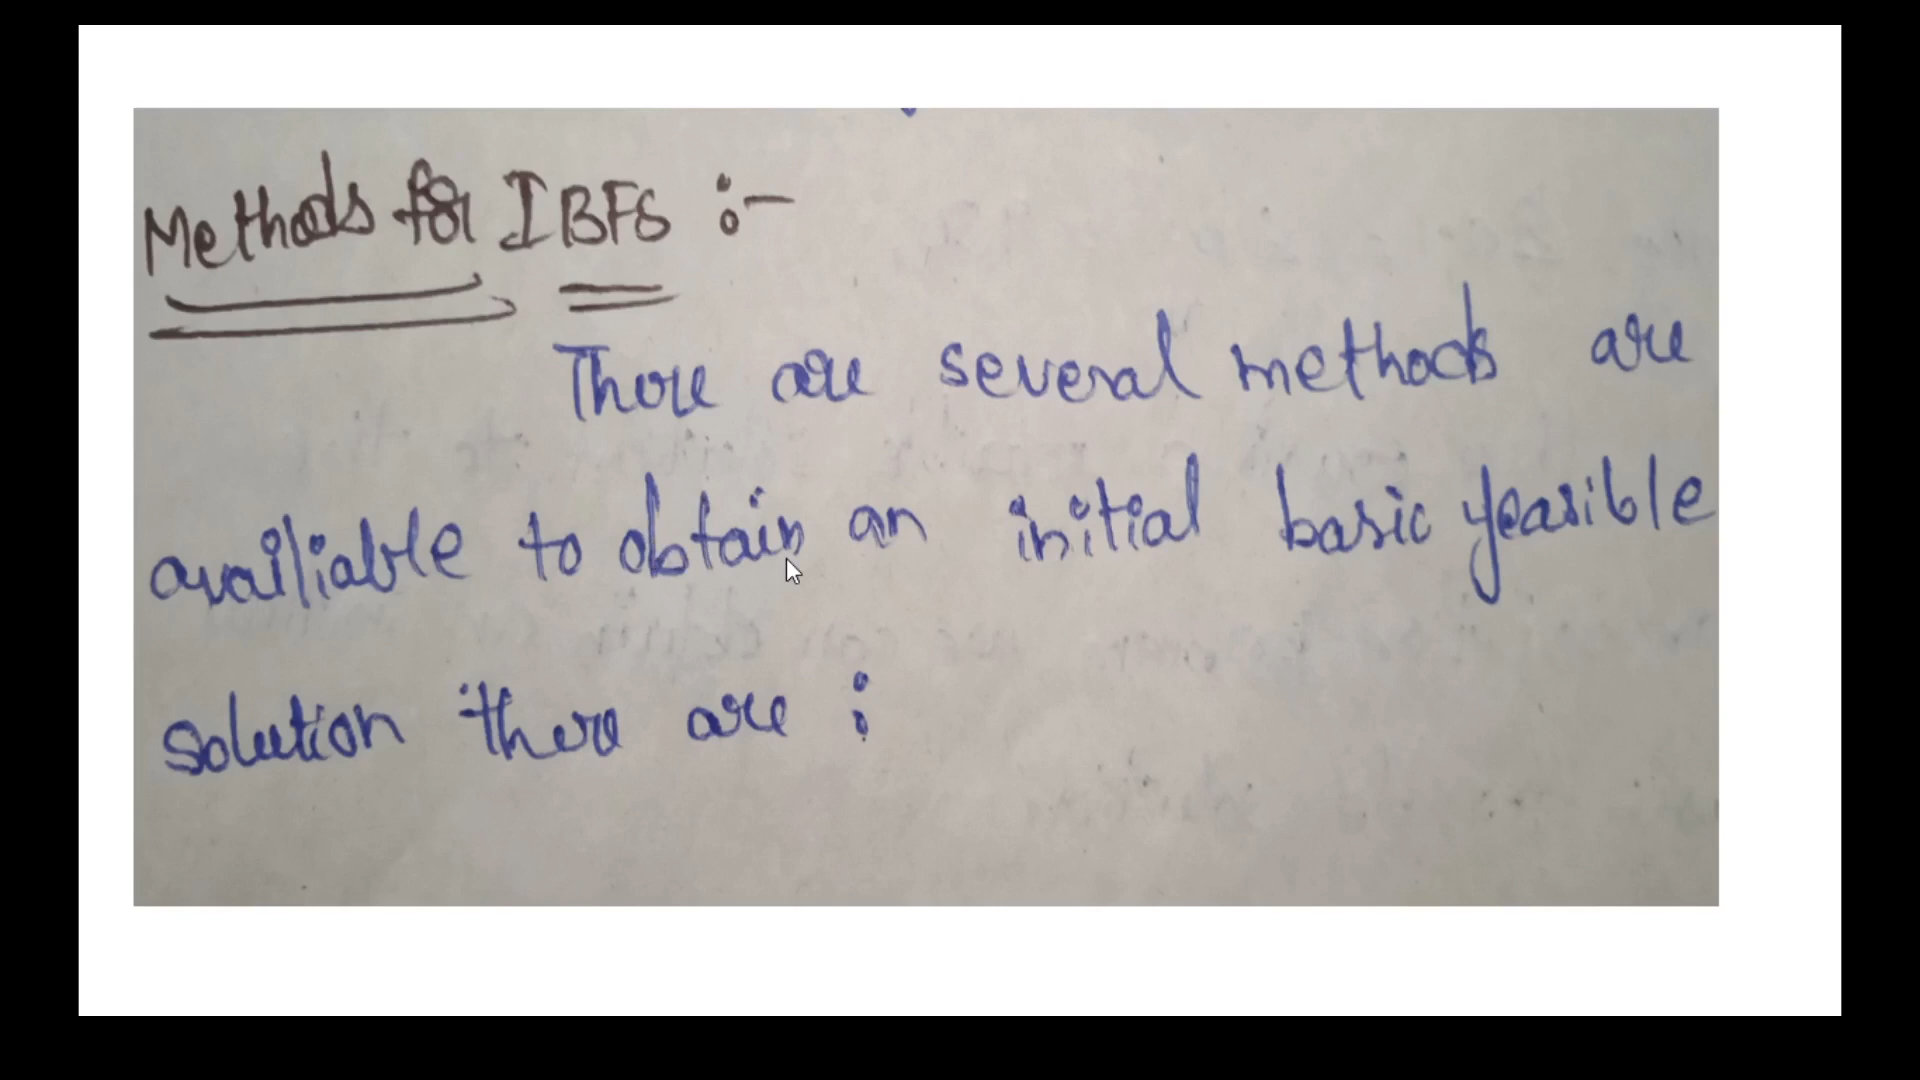 Methods for IBFS :-
There are several methods are
availiable to obtain an initial basic feasible
solution there are :